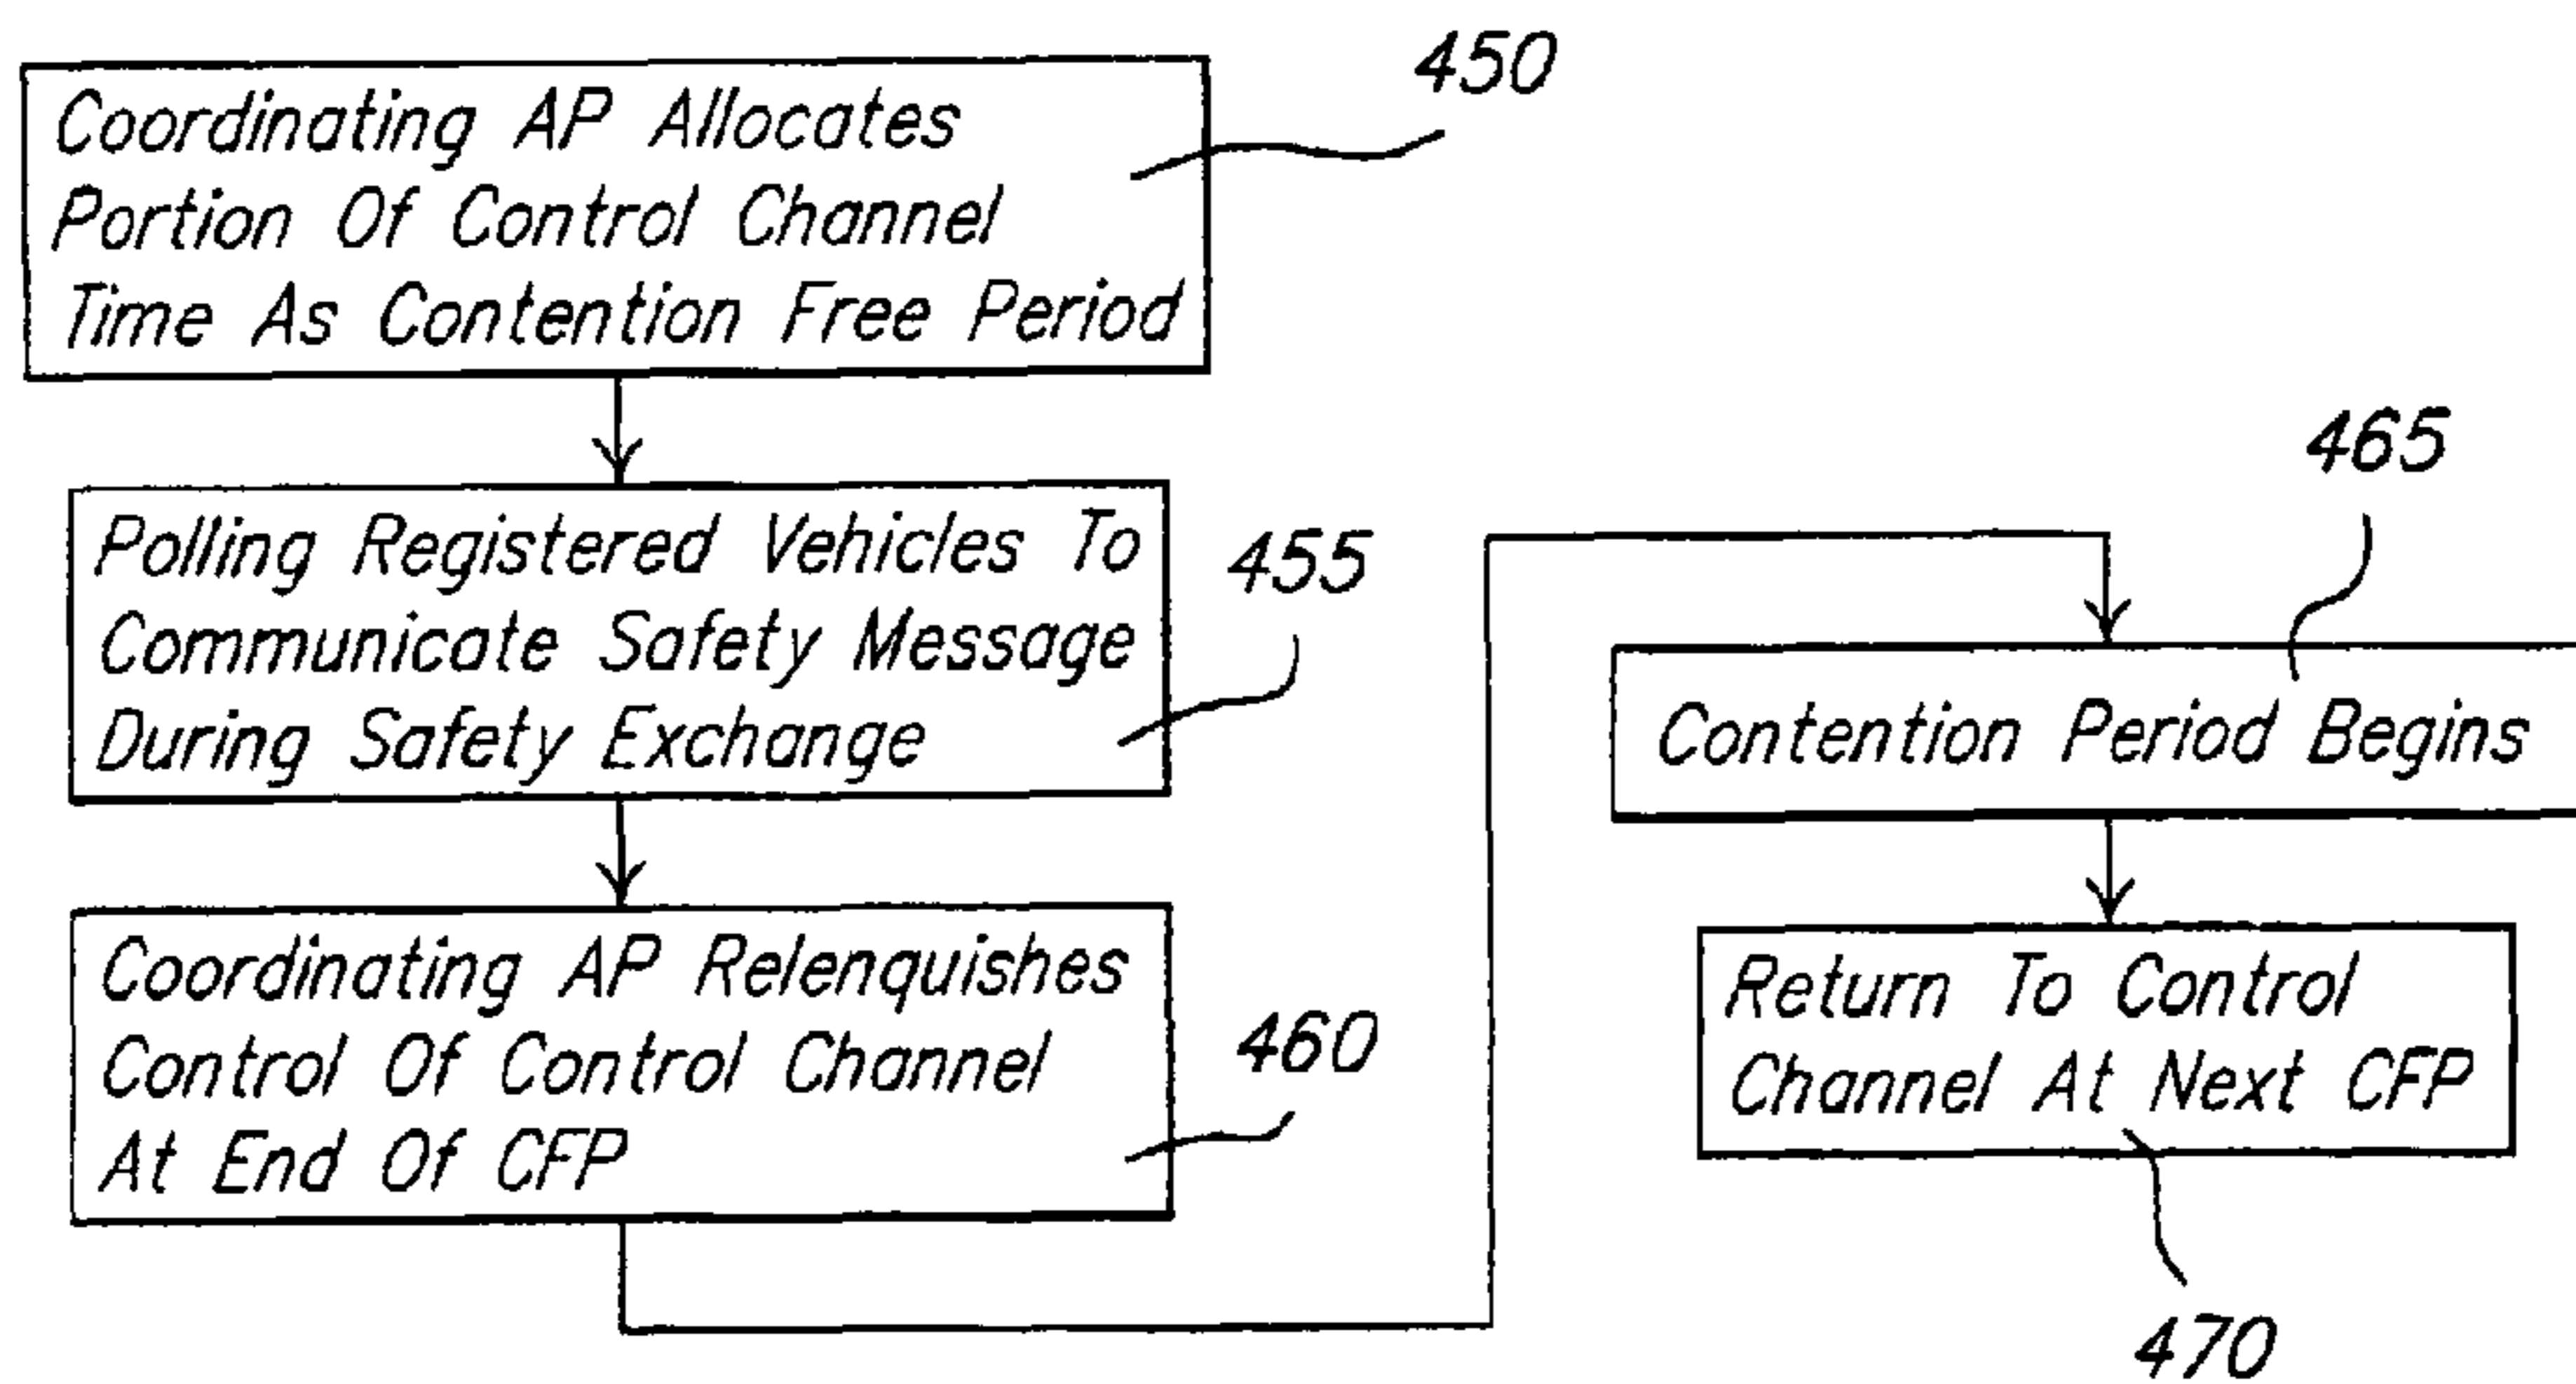 Coordinating AP Allocates
Portion Of Control Channel
Time As Contention Free Period
450
Polling Registered Vehicles To
Communicate Safety Message
During Safety Exchange
455
Coordinating AP Relenquishes
Control Of Control Channel
At End Of CFP
460
465
Contention Period Begins
Return To Control
Channel At Next CFP
470